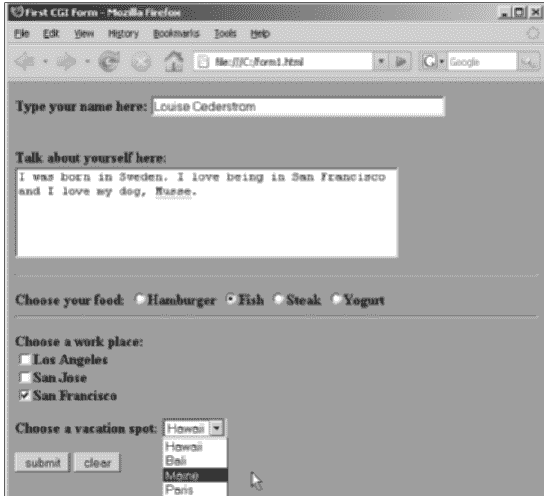 First CGI Form - Mozilla Firefox
File Edit View History Bookmarks Tools Help
file:///C:/form1.html Google
Type your name here: Louise Cederstrom
Talk about yourself here:
I was born in Sweden. I love being in San Francisco
and I love my dog, Musse.
Choose your food: Hamburger Fish Steak Yogurt
Choose a work place:
Los Angeles
San Jose
San Francisco
Choose a vacation spot: Hawaii
Hawaii
Bali
submit clear Maine
Paris